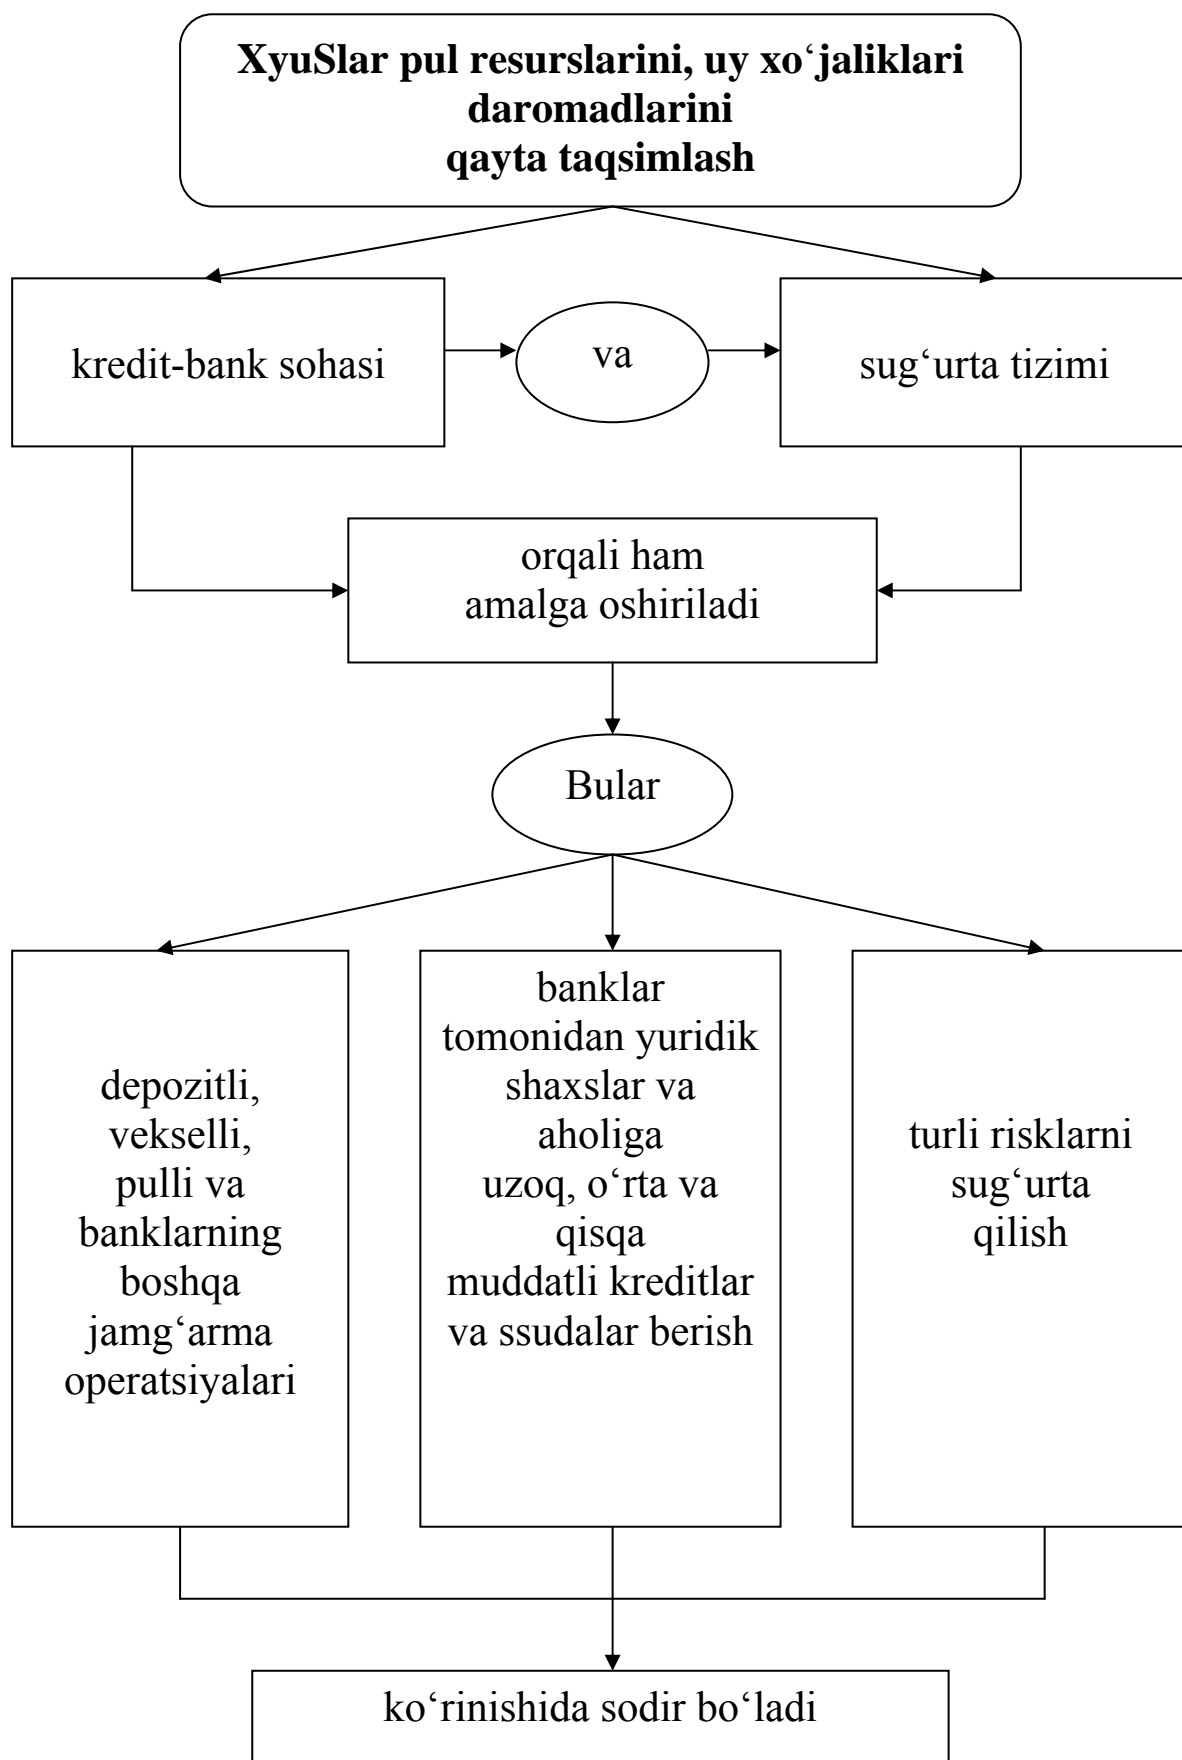 XyuSlar pul resurslarini, uy xo‘jaliklari
daromadlarini
qayta taqsimlash
kredit-bank sohasi
va
sug‘urta tizimi
orqali ham
amalga oshiriladi
Bular
depozitli,
vekselli,
pulli va
banklarning
boshqa
jamg‘arma
operatsiyalari
banklar
tomonidan yuridik
shaxslar va
aholiga
uzoq, o‘rta va
qisqa
muddatli kreditlar
va ssudalar berish
turli risklarni
sug‘urta
qilish
ko‘rinishida sodir bo‘ladi